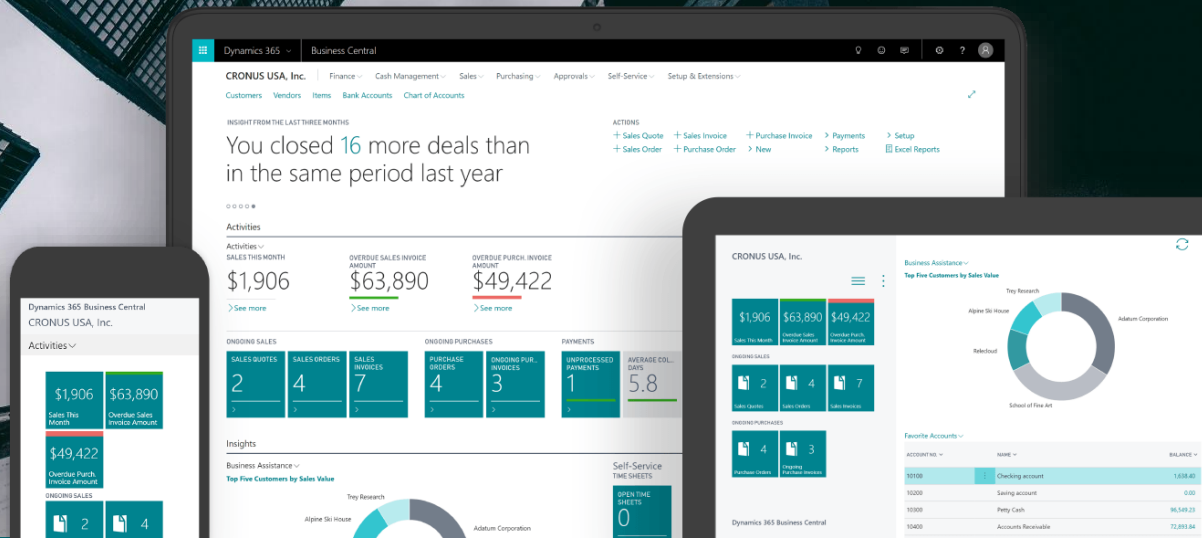 Dynamics 365
Business Central
CRONUS USA, Inc.
Finance
Cash Management
Sales
Purchasing
Approvals
Self-Service
Setup & Extensions
Customers
Vendors
Items
Bank Accounts
Chart of Accounts
INSIGHT FROM THE LAST THREE MONTHS
You closed 16 more deals than
in the same period last year
ACTIONS
+ Sales Quote
+ Sales Invoice
+ Purchase Invoice
> Payments
> Setup
+ Sales Order
+ Purchase Order
> New
> Reports
Excel Reports
Activities
Activities
SALES THIS MONTH
$1,906
>See more
OVERDUE SALES INVOICE
AMOUNT
$63,890
>See more
OVERDUE PURCH. INVOICE
AMOUNT
$49,422
>See more
ONGOING SALES
SALES QUOTES
2
SALES ORDERS
4
SALES
INVOICES
7
ONGOING PURCHASES
PURCHASE
ORDERS
4
ONGOING PUR...
INVOICES
3
PAYMENTS
UNPROCESSED
PAYMENTS
1
AVERAGE COL...
DAYS
5.8
Insights
Business Assistance
Top Five Customers by Sales Value
Trey Research
Alpine Ski House
Adatum Corporation
Self-Service
TIME SHEETS
OPEN TIME
SHEETS
0
Dynamics 365 Business Central
CRONUS USA, Inc.
Activities
$1,906
Sales This
Month
$63,890
Overdue Sales
Invoice Amount
$49,422
Overdue Purch.
Invoice Amount
ONGOING SALES
2
4
CRONUS USA, Inc.
$1,906
Sales This Month
$63,890
Overdue Sales
Invoice Amount
$49,422
Overdue Purch.
Invoice Amount
ONGOING SALES
2
Sales Quotes
4
Sales Orders
7
Sales Invoices
ONGOING PURCHASES
4
Purchase Orders
3
Ongoing
Purchase Invoices
Dynamics 365 Business Central
Business Assistance
Top Five Customers by Sales Value
Trey Research
Alpine Ski House
Adatum Corporation
Relecloud
School of Fine Art
Favorite Accounts
ACCOUNT NO.
NAME
BALANCE
10100
Checking account
1,638.40
10200
Saving account
0.00
10300
Petty Cash
96,549.23
10400
Accounts Receivable
72,893.84